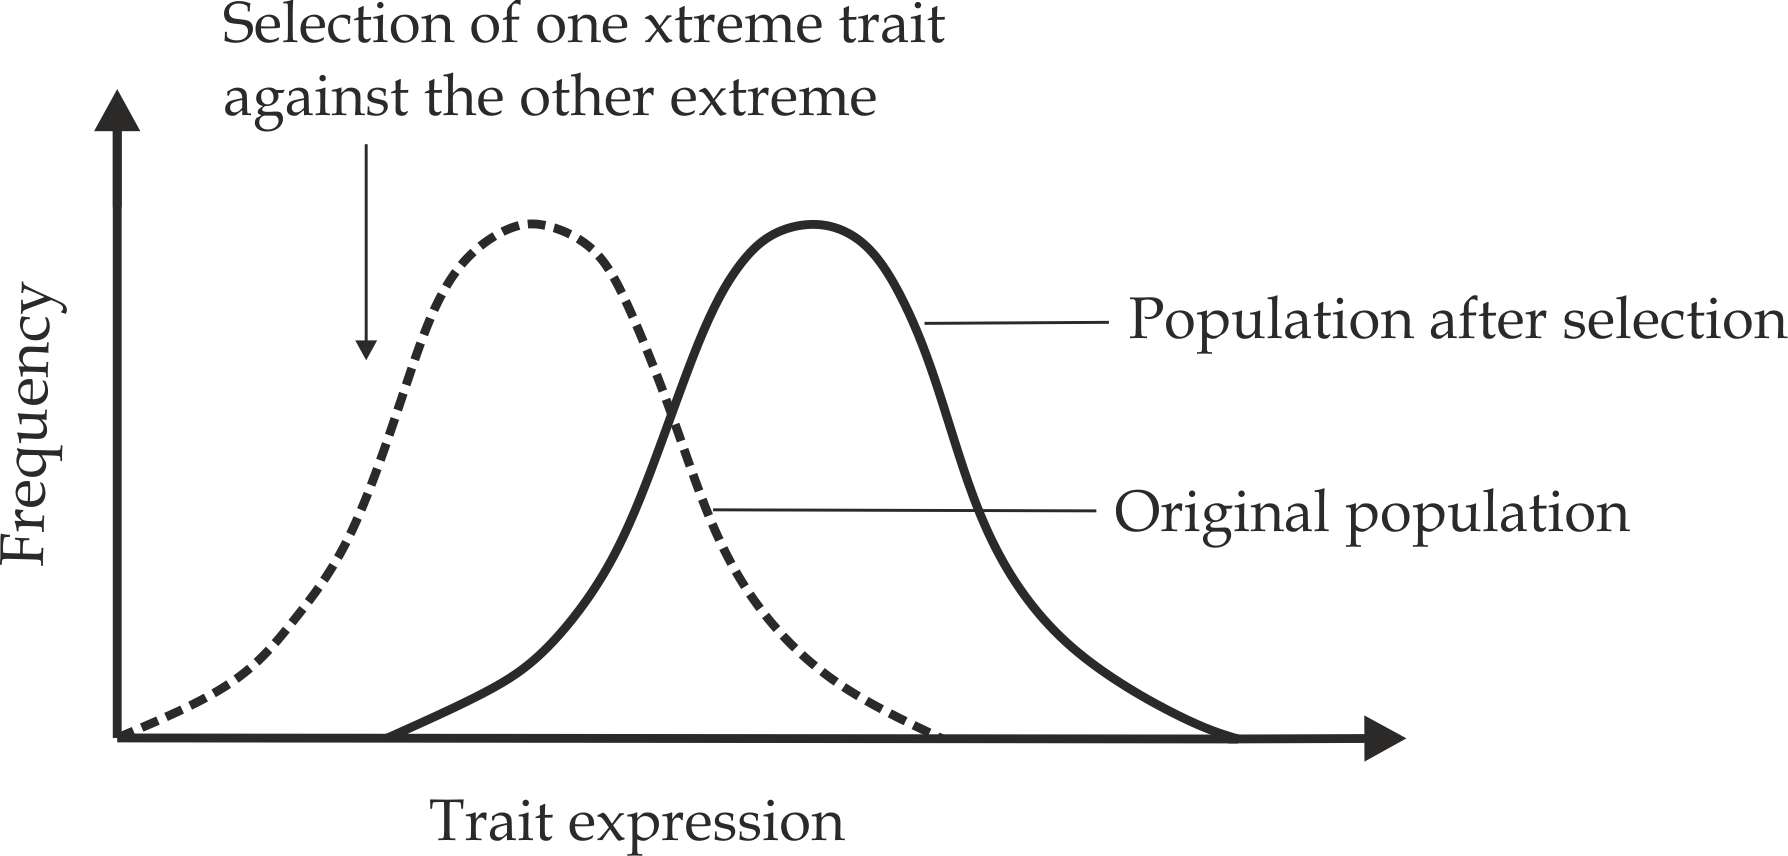 Selection of one xtreme trait
against the other extreme
Frequency
Population after selection
Original population
Trait expression